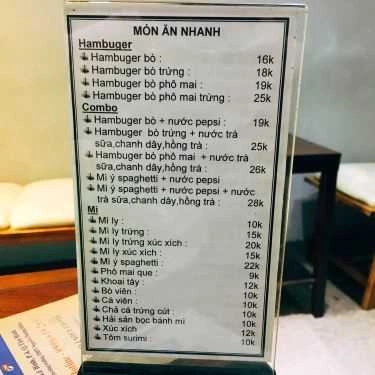 MÓN ĂN NHANH
Hambuger
Hambuger bò : 16k
Hambuger bò trứng : 18k
Hambuger bò phô mai : 19k
Hambuger bò phô mai trứng : 25k
Combo
Hambuger bò + nước pepsi : 19k
Hambuger bò trứng + nước trà
sữa,chanh dây,hồng trà : 25k
Hambuger bò phô mai + nước trà
sữa,chanh dây,hồng trà : 26k
Mì ý spaghetti + nước pepsi
Mì ý spaghetti + nước pepsi + nước
trà sữa,chanh dây,hồng trà : 28k
Mì
Mì ly : 10k
Mì ly trứng : 15k
Mì ly trứng xúc xích : 20k
Mì ly xúc xích : 15k
Mì ý spaghetti : 22k
Phô mai que : 9k
Khoai tây : 12k
Bò viên : 10k
Cá viên : 10k
Chả cá trứng cút : 10k
Hải sản bọc bánh mì 10k
Xúc xích 12k
Tôm surimi : 10k